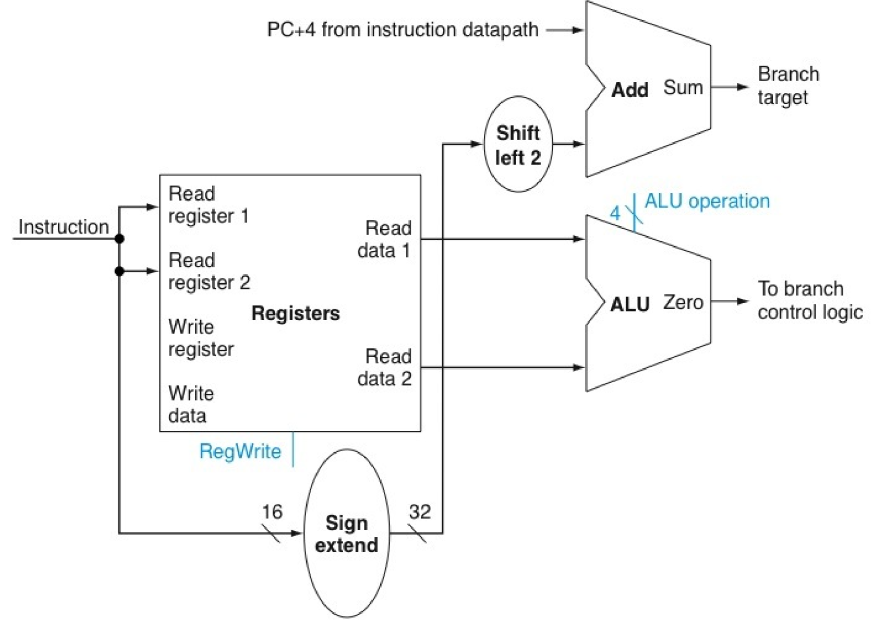 PC+4 from instruction datapath
Add Sum
Branch
target
Shift
left 2
Instruction
Read
register 1
Read
register 2
Registers
Write
register
Write
data
Read
data 1
Read
data 2
RegWrite
4
ALU operation
ALU Zero
To branch
control logic
16
Sign
extend
32